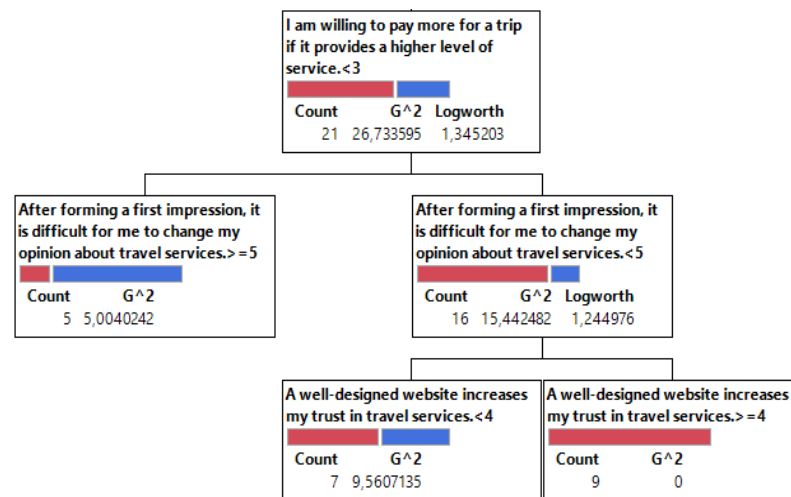 I am willing to pay more for a trip
if it provides a higher level of
service.<3
Count G^2 Logworth
21 26,733595 1,345203
After forming a first impression, it
is difficult for me to change my
opinion about travel services.>=5
Count G^2
5 5,0040242
After forming a first impression, it
is difficult for me to change my
opinion about travel services.<5
Count G^2 Logworth
16 15,442482 1,244976
A well-designed website increases
my trust in travel services.<4
Count G^2
7 9,5607135
A well-designed website increases
my trust in travel services.>=4
Count G^2
9 0